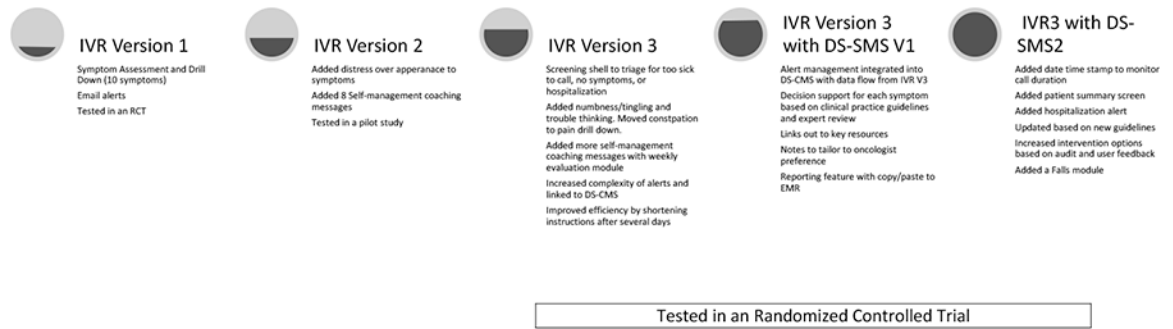 IVR Version 1
Symptom Assessment and Drill
Down (10 symptoms)
Email alerts
Tested in an RCT
IVR Version 2
Added distress over apperanace to
symptoms
Added 8 Self-management coaching
messages
Tested in a pilot study
IVR Version 3
Screening shell to triage for too sick
to call, no symptoms, or
hospitalization
Added numbness/tingling and
trouble thinking. Moved constpation
to pain drill down.
Added more self-management
coaching messages with weekly
evaluation module
Increased complexity of alerts and
linked to DS-CMS
Improved efficiency by shortening
instructions after several days
IVR Version 3
with DS-SMS V1
Alert management integrated into
DS-CMS with data flow from IVR V3
Decision support for each symptom
based on clinical practice guidelines
and expert review
Links out to key resources
Notes to tailor to oncologist
preference
Reporting feature with copy/paste to
EMR
IVR3 with DS-
SMS2
Added date time stamp to monitor
call duration
Added patient summary screen
Added hospitalization alert
Updated based on new guidelines
Increased intervention options
based on audit and user feedback
Added a Falls module
Tested in an Randomized Controlled Trial